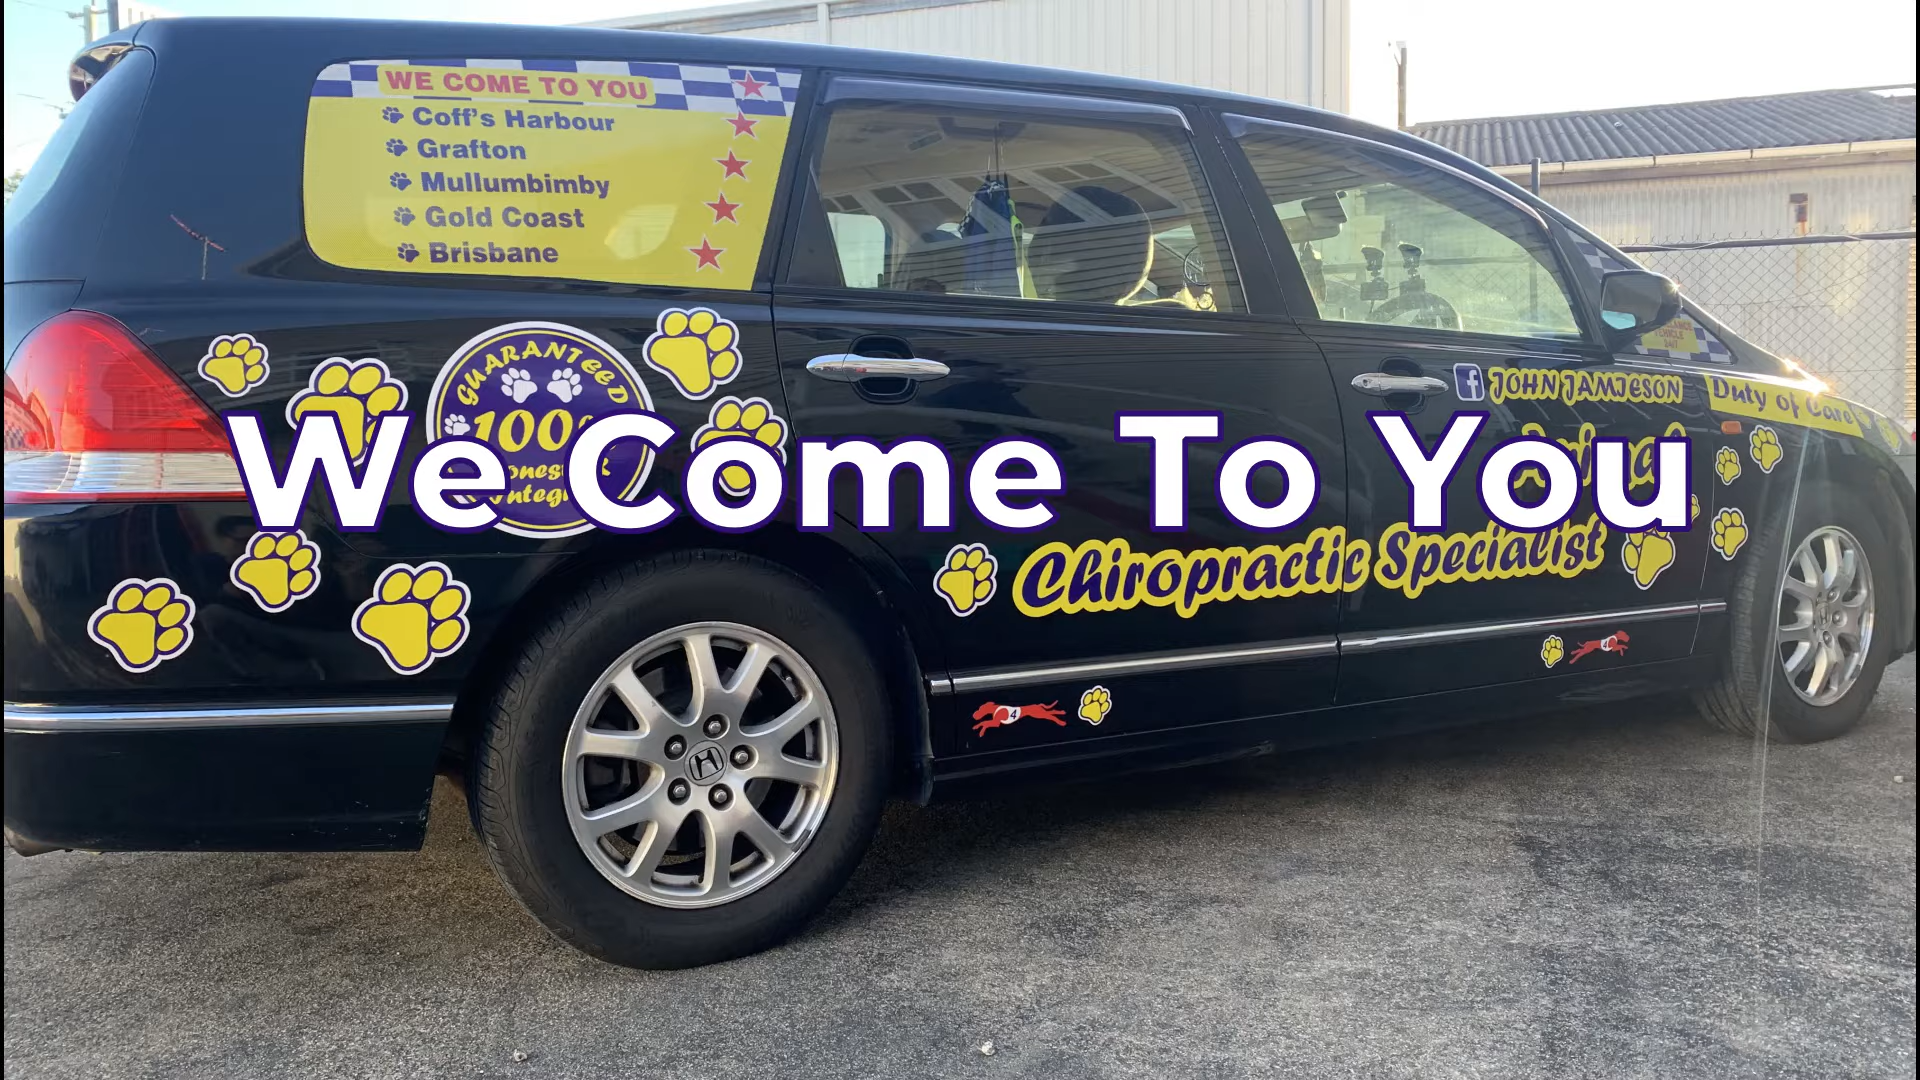 WE COME TO YOU
Coff's Harbour
Grafton
Mullumbimby
Gold Coast
Brisbane
GUARANTEED
100%
JOHN JAMIESON
Duty of Care
We Come To You
Animal
Chiropractic Specialist
4
4
H